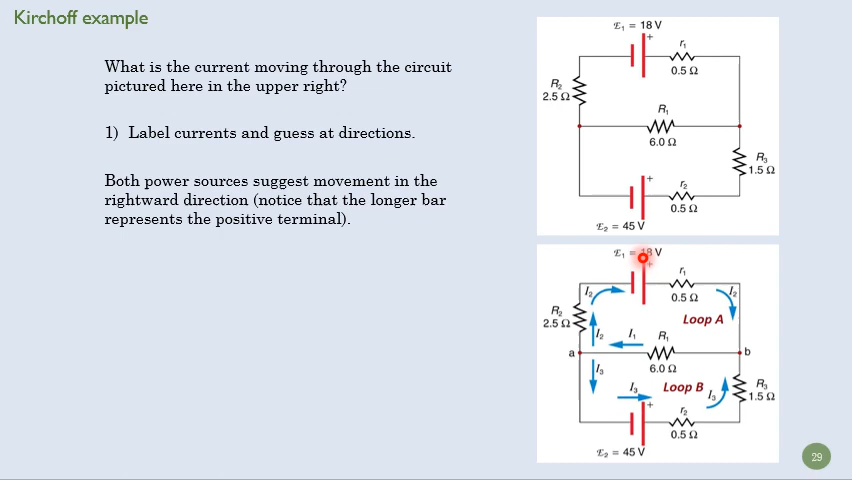 Kirchoff example
What is the current moving through the circuit
pictured here in the upper right?
1) Label currents and guess at directions.
Both power sources suggest movement in the
rightward direction (notice that the longer bar
represents the positive terminal).
ℰ₁ = 18 V
+
r₁
0.5 Ω
R₂
2.5 Ω
R₁
6.0 Ω
R₃
1.5 Ω
+
r₂
0.5 Ω
ℰ₂ = 45 V
ℰ₁ = 18 V
+
r₁
I₂
I₂
0.5 Ω
R₂
2.5 Ω
Loop A
I₂
I₁
R₁
a
b
6.0 Ω
I₃
I₃
Loop B
I₃
R₃
1.5 Ω
+
r₂
0.5 Ω
ℰ₂ = 45 V
29